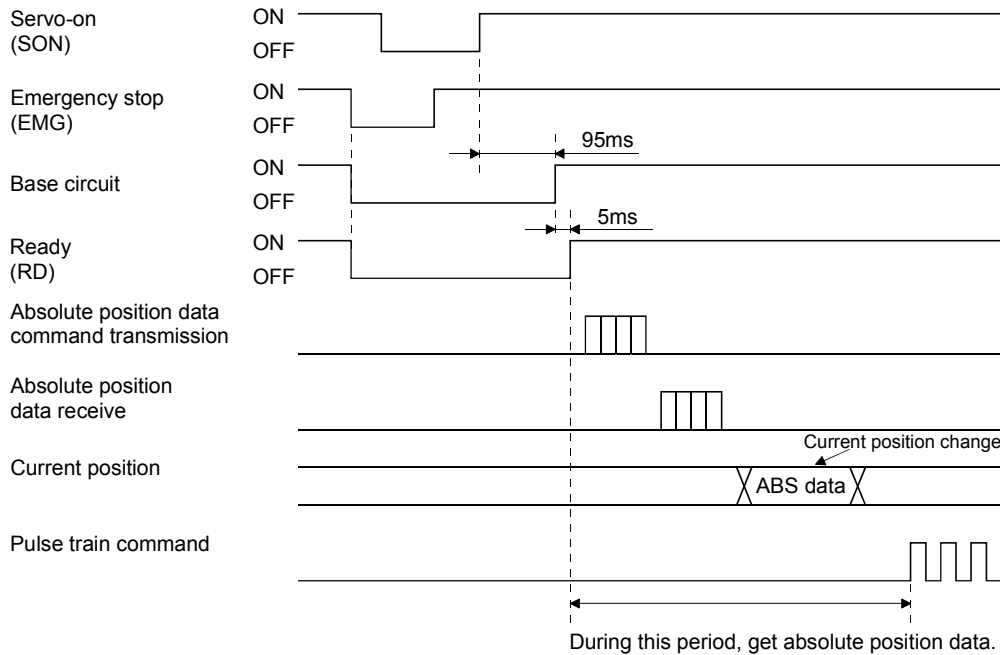 Servo-on
(SON)
ON
OFF
Emergency stop
(EMG)
ON
OFF
95ms
Base circuit
ON
OFF
5ms
Ready
(RD)
ON
OFF
Absolute position data
command transmission
Absolute position
data receive
Current position change
Current position
ABS data
Pulse train command
During this period, get absolute position data.